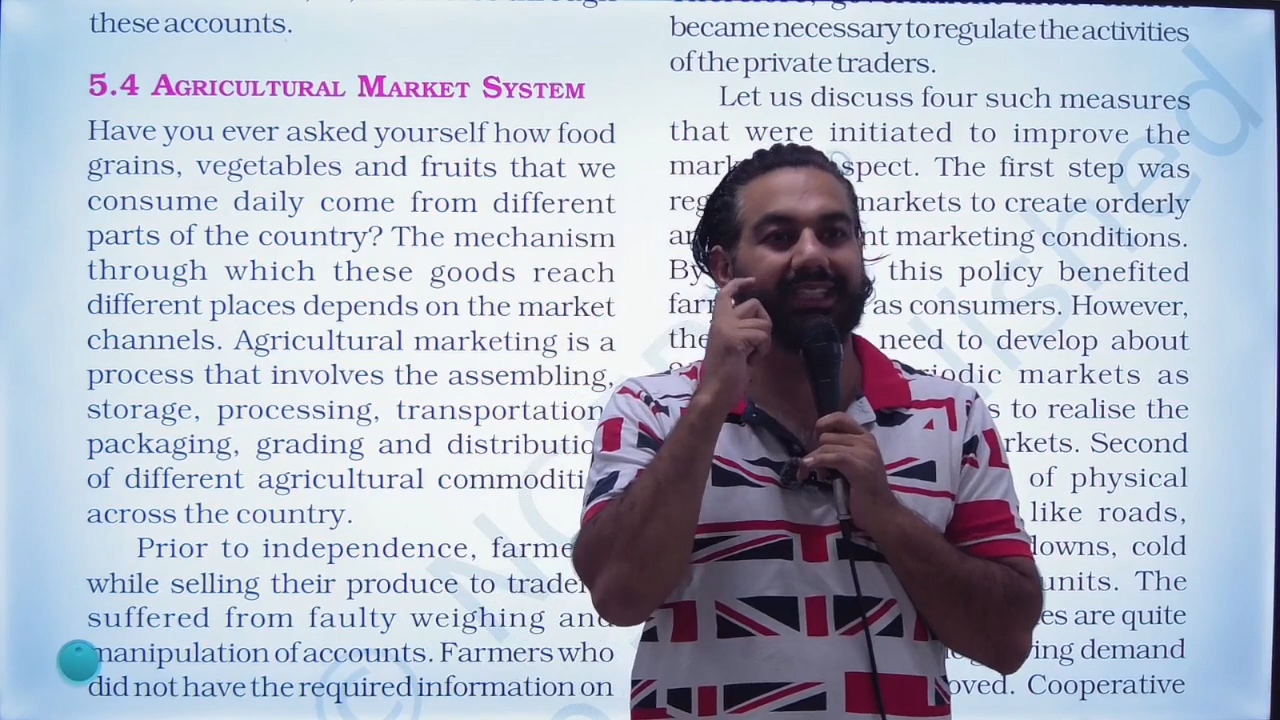 these accounts.
5.4 AGRICULTURAL MARKET SYSTEM
Have you ever asked yourself how food
grains, vegetables and fruits that we
consume daily come from different
parts of the country? The mechanism
through which these goods reach
different places depends on the market
channels. Agricultural marketing is a
process that involves the assembling,
storage, processing, transportation
packaging, grading and distributio
of different agricultural commoditi
across the country.
Prior to independence, farme
while selling their produce to trade
suffered from faulty weighing and
manipulation of accounts. Farmers who
did not have the required information on
became necessary to regulate the activities
of the private traders.
Let us discuss four such measures
that were initiated to improve the
mark spect. The first step was
reg markets to create orderly
nt marketing conditions.
By this policy benefited
far as consumers. However,
the need to develop about
iodic markets as
s to realise the
rkets. Second
of physical
like roads,
downs, cold
units. The
es are quite
ing demand
oved. Cooperative